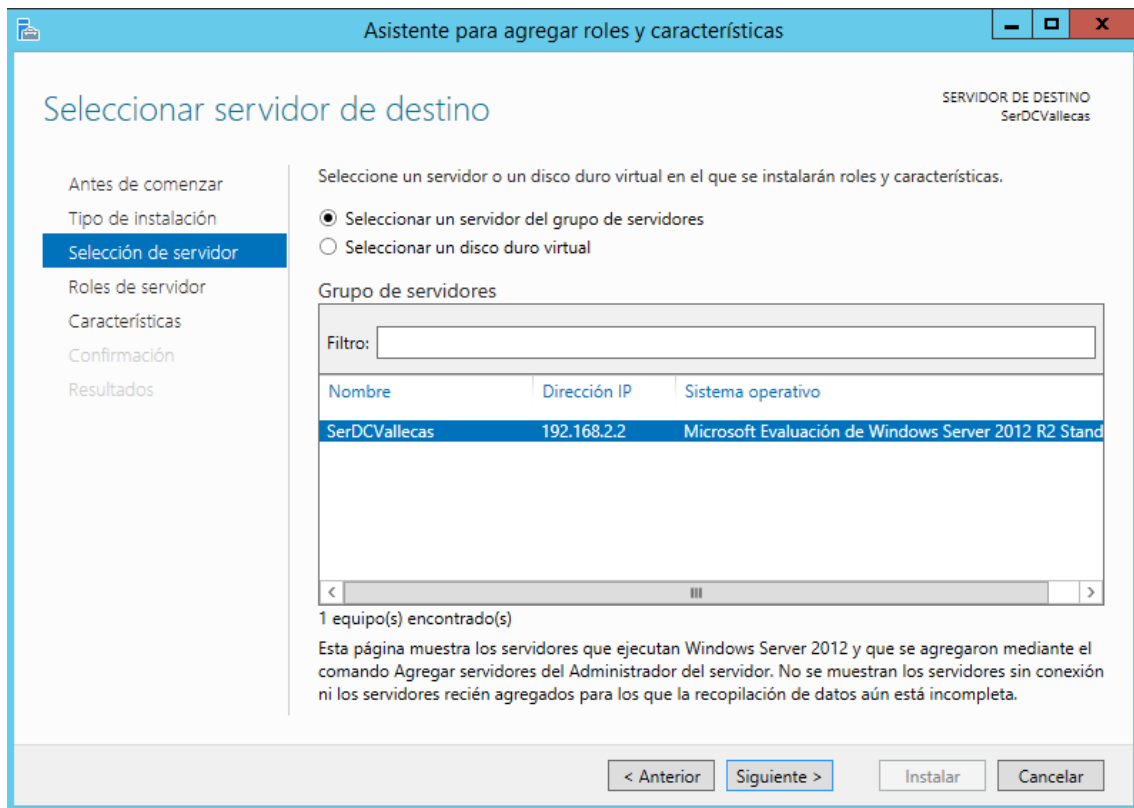 Asistente para agregar roles y características
Seleccionar servidor de destino
SERVIDOR DE DESTINO
SerDCVallecas
Antes de comenzar
Tipo de instalación
Selección de servidor
Roles de servidor
Características
Confirmación
Resultados
Seleccione un servidor o un disco duro virtual en el que se instalarán roles y características.
Seleccionar un servidor del grupo de servidores
Seleccionar un disco duro virtual
Grupo de servidores
Filtro:
Nombre Dirección IP Sistema operativo
SerDCVallecas 192.168.2.2 Microsoft Evaluación de Windows Server 2012 R2 Stand
1 equipo(s) encontrado(s)
Esta página muestra los servidores que ejecutan Windows Server 2012 y que se agregaron mediante el
comando Agregar servidores del Administrador del servidor. No se muestran los servidores sin conexión
ni los servidores recién agregados para los que la recopilación de datos aún está incompleta.
< Anterior Siguiente > Instalar Cancelar